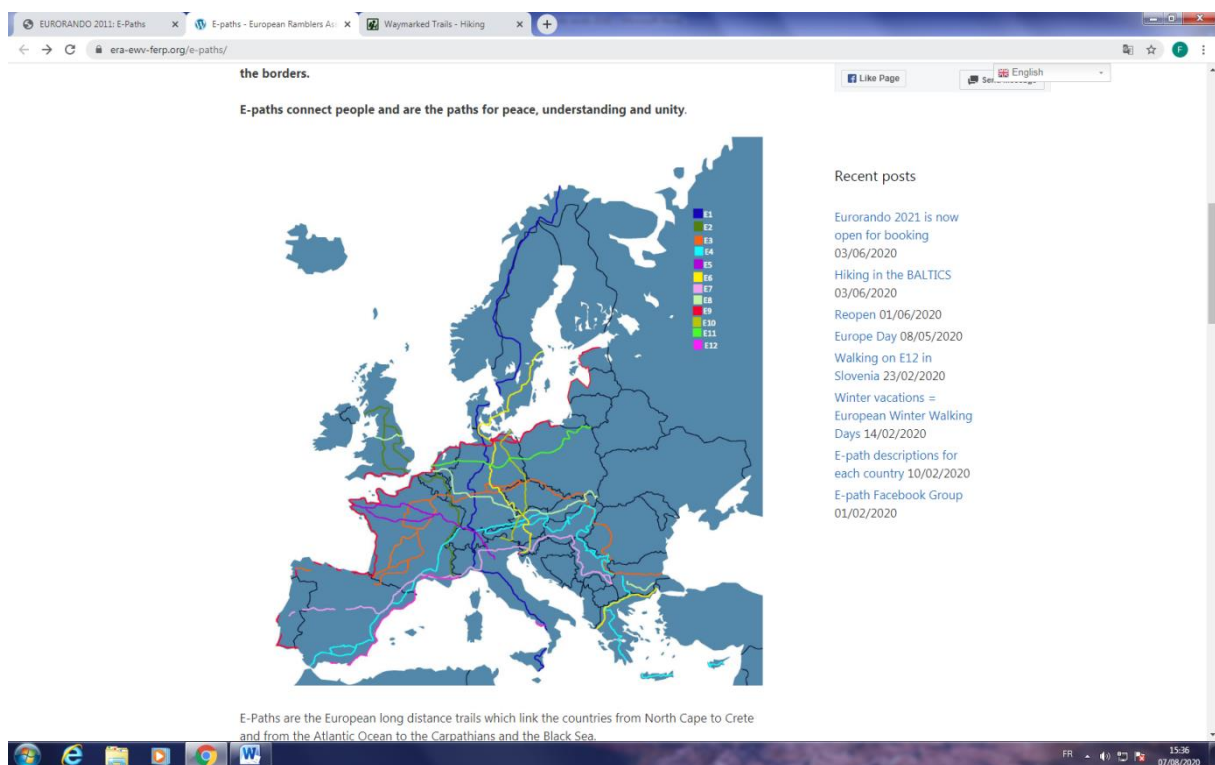 EURORANDO 2011: E-Paths
E-paths - European Ramblers As
Waymarked Trails - Hiking
era-ewv-ferp.org/e-paths/
F
the borders.
E-paths connect people and are the paths for peace, understanding and unity.
E1
E2
E3
E4
E5
E6
E7
E8
E9
E10
E11
E12
E-Paths are the European long distance trails which link the countries from North Cape to Crete
and from the Atlantic Ocean to the Carpathians and the Black Sea.
Like Page
English
Recent posts
Eurorando 2021 is now
open for booking
03/06/2020
Hiking in the BALTICS
03/06/2020
Reopen 01/06/2020
Europe Day 08/05/2020
Walking on E12 in
Slovenia 23/02/2020
Winter vacations =
European Winter Walking
Days 14/02/2020
E-path descriptions for
each country 10/02/2020
E-path Facebook Group
01/02/2020
FR
15:36
07/08/2020